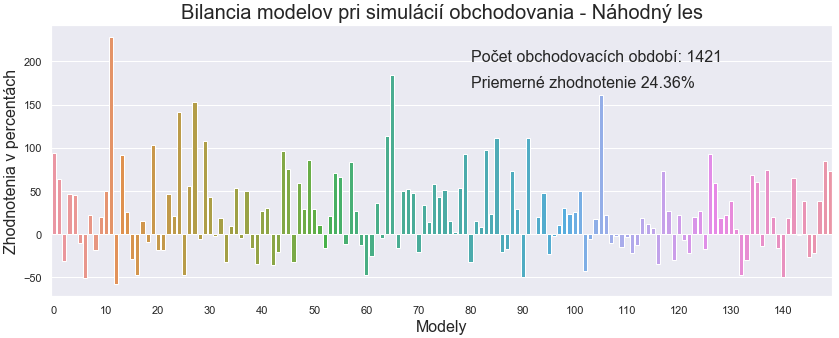 Bilancia modelov pri simulácií obchodovania - Náhodný les
Počet obchodovacích období: 1421
Priemerné zhodnotenie 24.36%
Zhodnotenia v percentách
200
150
100
50
0
−50
0 10 20 30 40 50 60 70 80 90 100 110 120 130 140
Modely